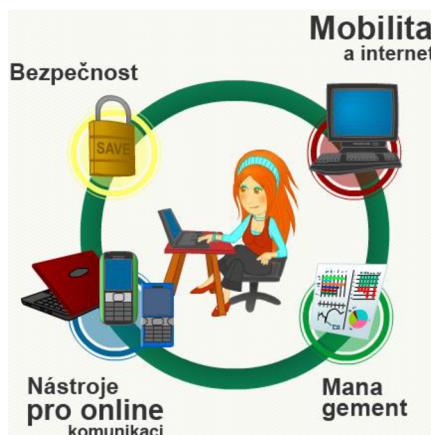 Mobilita
a internet
Bezpečnost
SAVE
Nástroje
pro online
komunikaci
Mana
gement